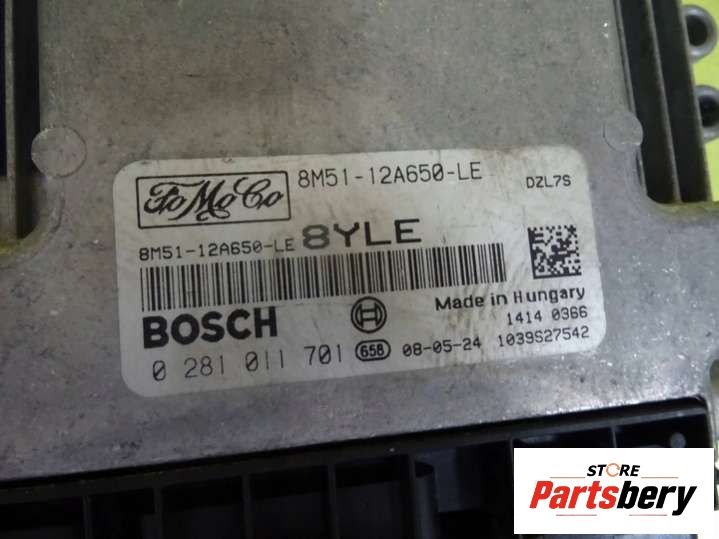 FoMoCo
8M51-12A650-LE
DZL7S
8M51-12A650-LE 8YLE
BOSCH
Made in Hungary
1414 0366
0 281 011 701 658 08-05-24 1039S27542
STORE
Partsbery